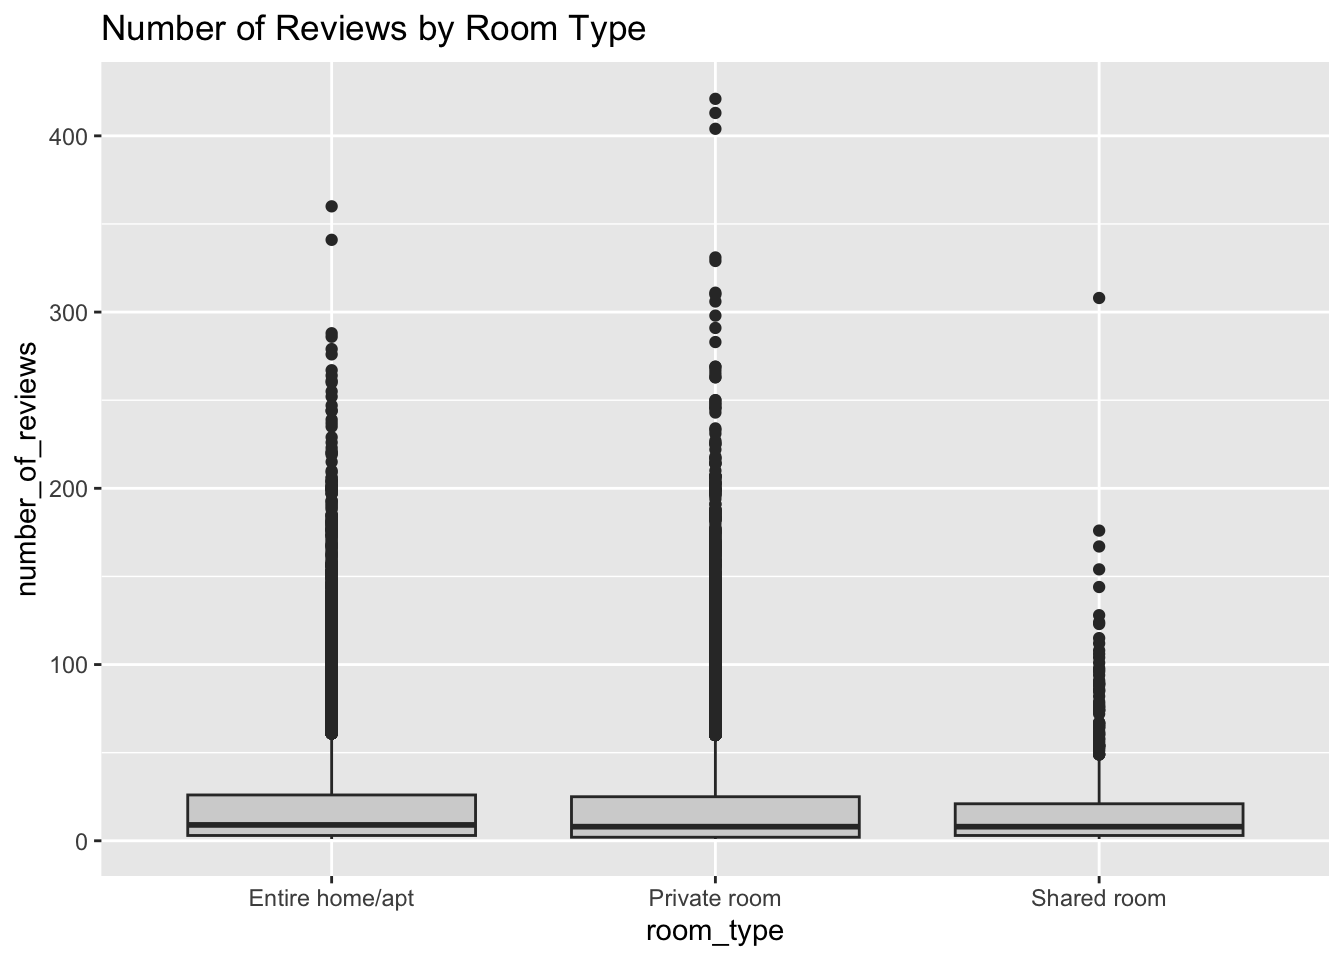 Number of Reviews by Room Type
number_of_reviews
400
300
200
100
0
Entire home/apt
Private room
Shared room
room_type